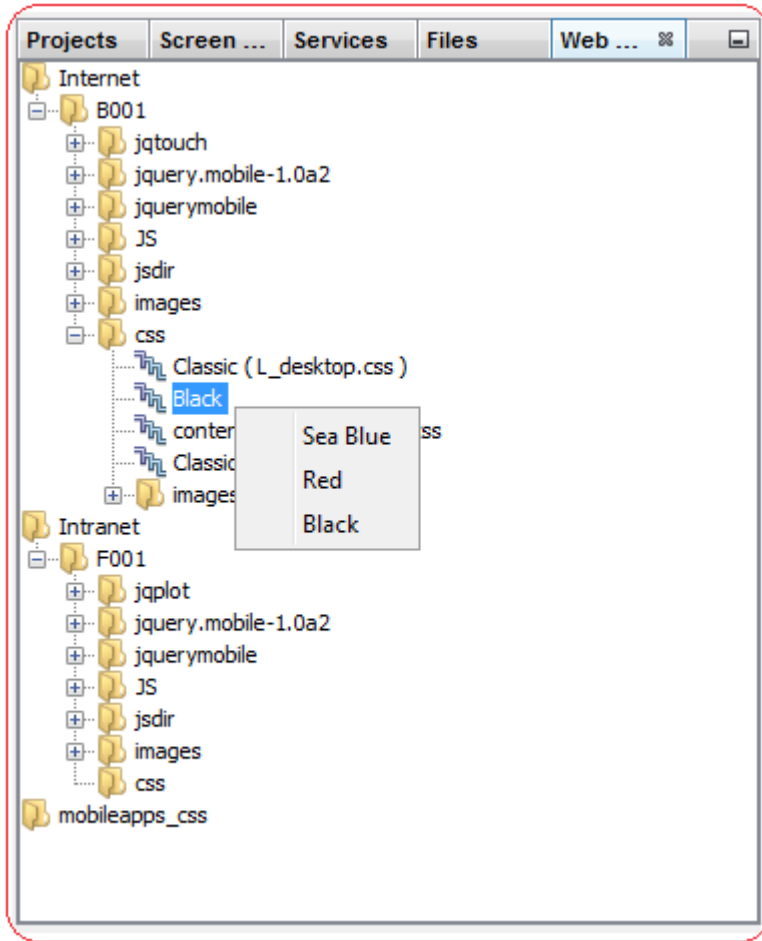 Projects Screen ... Services Files Web ...
Internet
B001
jqtouch
jquery.mobile-1.0a2
jquerymobile
JS
jsdir
images
css
Classic ( L_desktop.css )
Black
Sea Blue
Red
Black
images
Intranet
F001
jqplot
jquery.mobile-1.0a2
jquerymobile
JS
jsdir
images
css
mobileapps_css